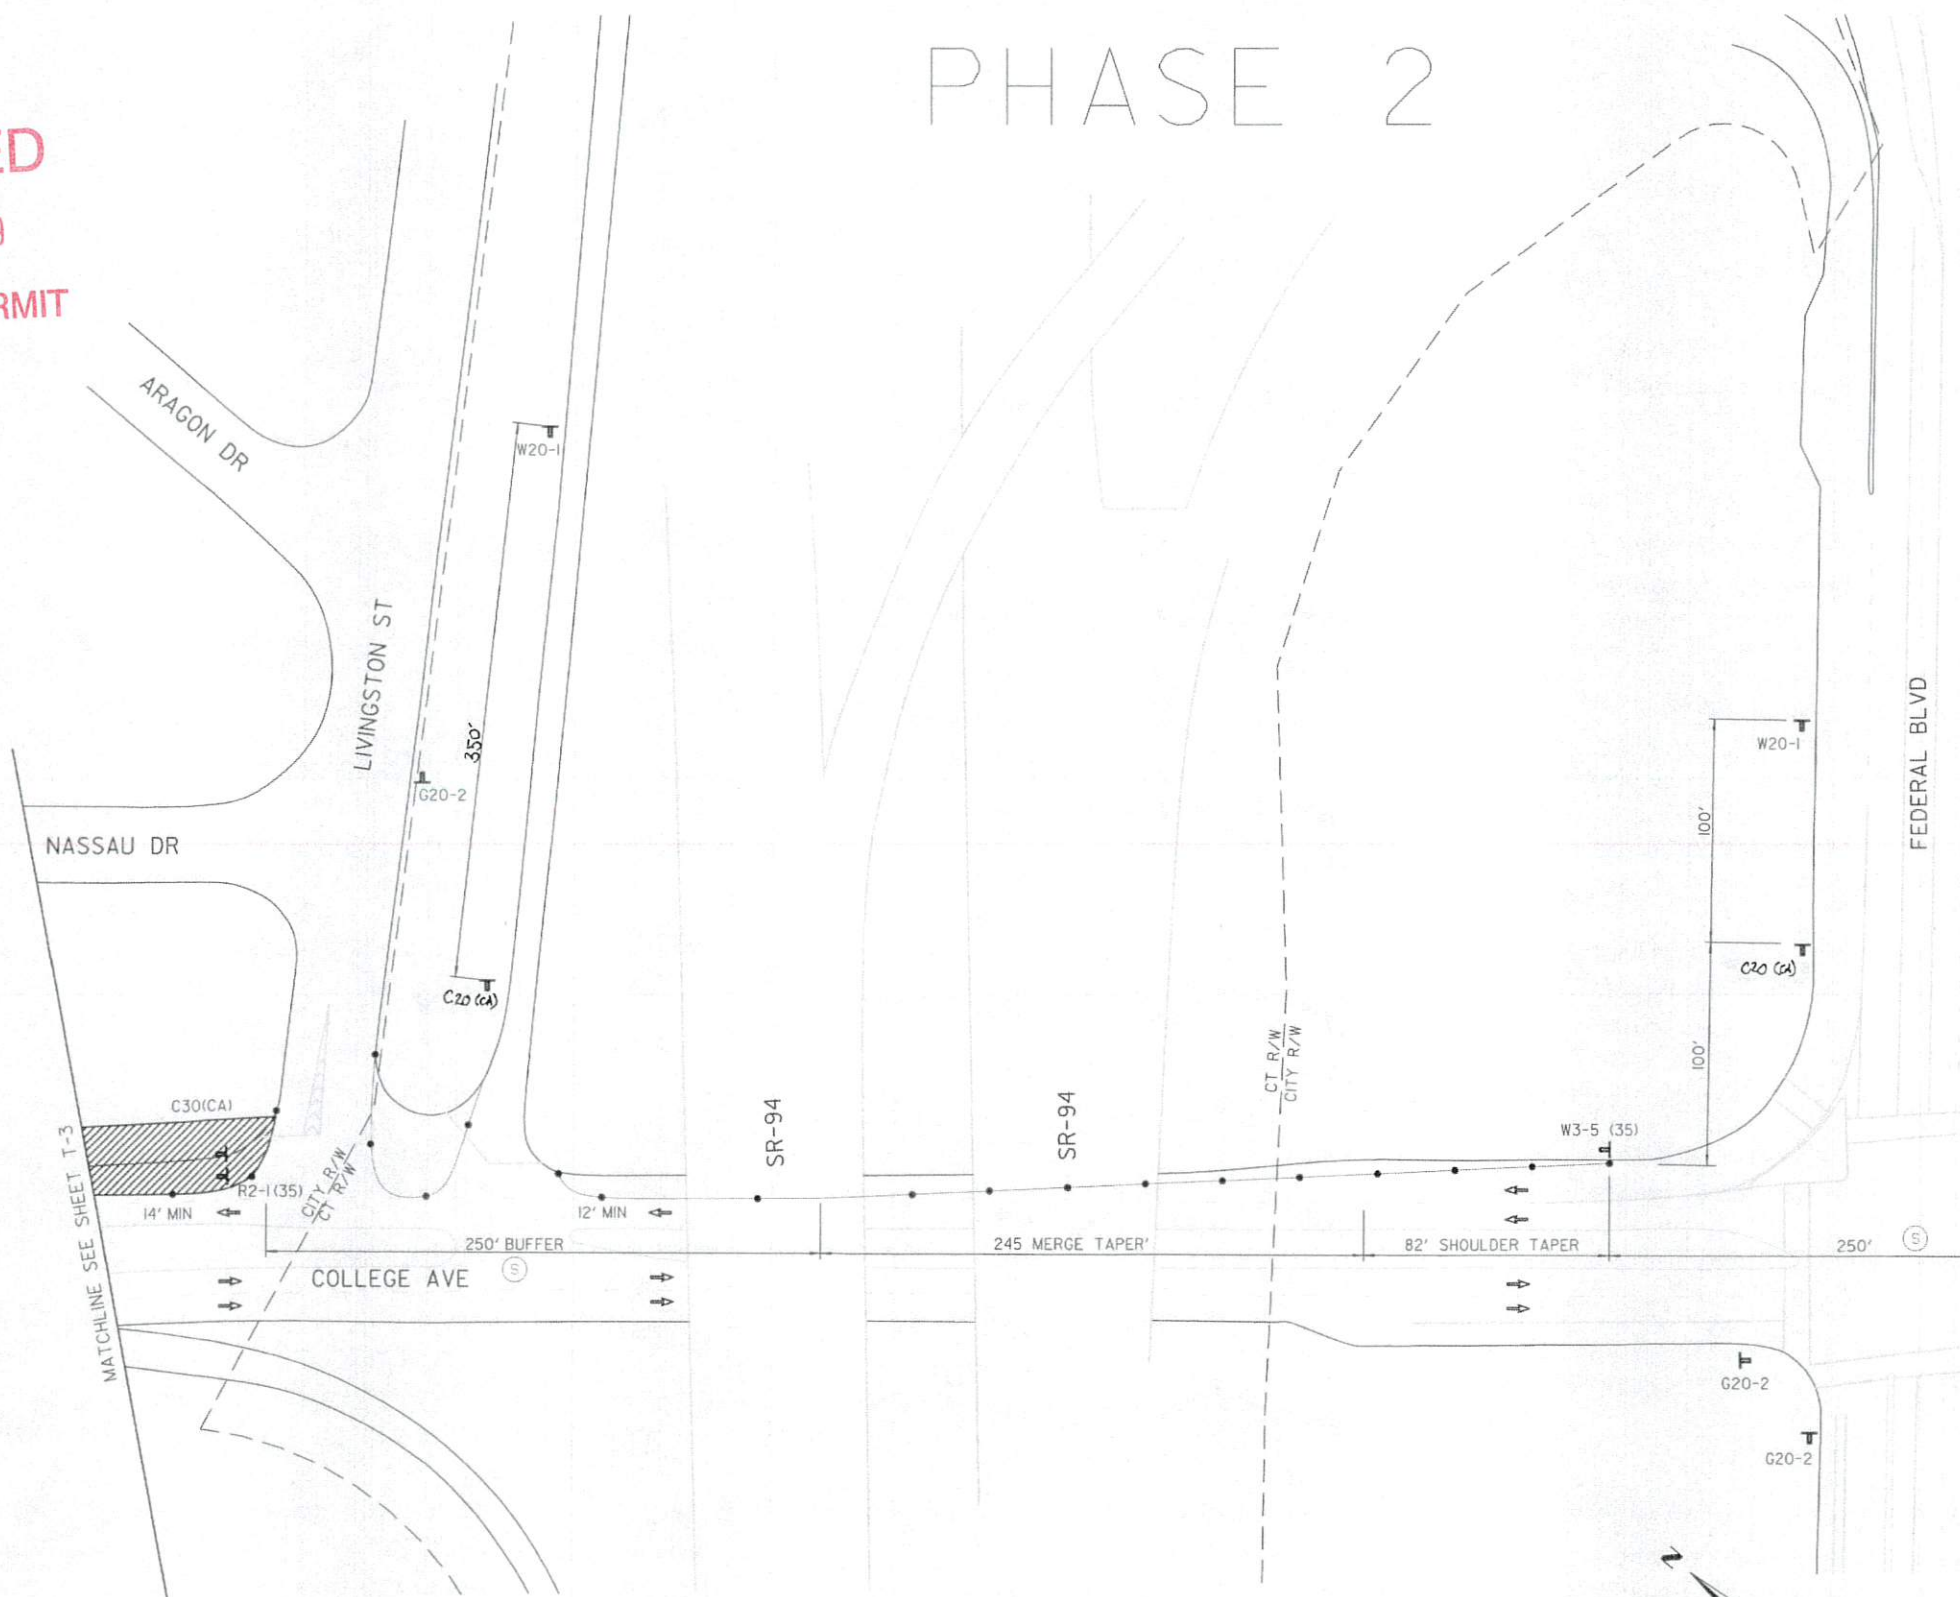 PHASE 2
ED
RMIT
ARAGON DR
LIVINGSTON ST
W20-1
350'
G20-2
C20 (CA)
NASSAU DR
FEDERAL BLVD
W20-1
100'
C20 (CA)
100'
C30(CA)
R2-1(35)
14' MIN
CITY R/W
CT R/W
12' MIN
SR-94
SR-94
CT R/W
CITY R/W
W3-5 (35)
250' BUFFER
245 MERGE TAPER'
82' SHOULDER TAPER
250'
S
COLLEGE AVE
S
MATCHLINE SEE SHEET T-3
G20-2
G20-2
N